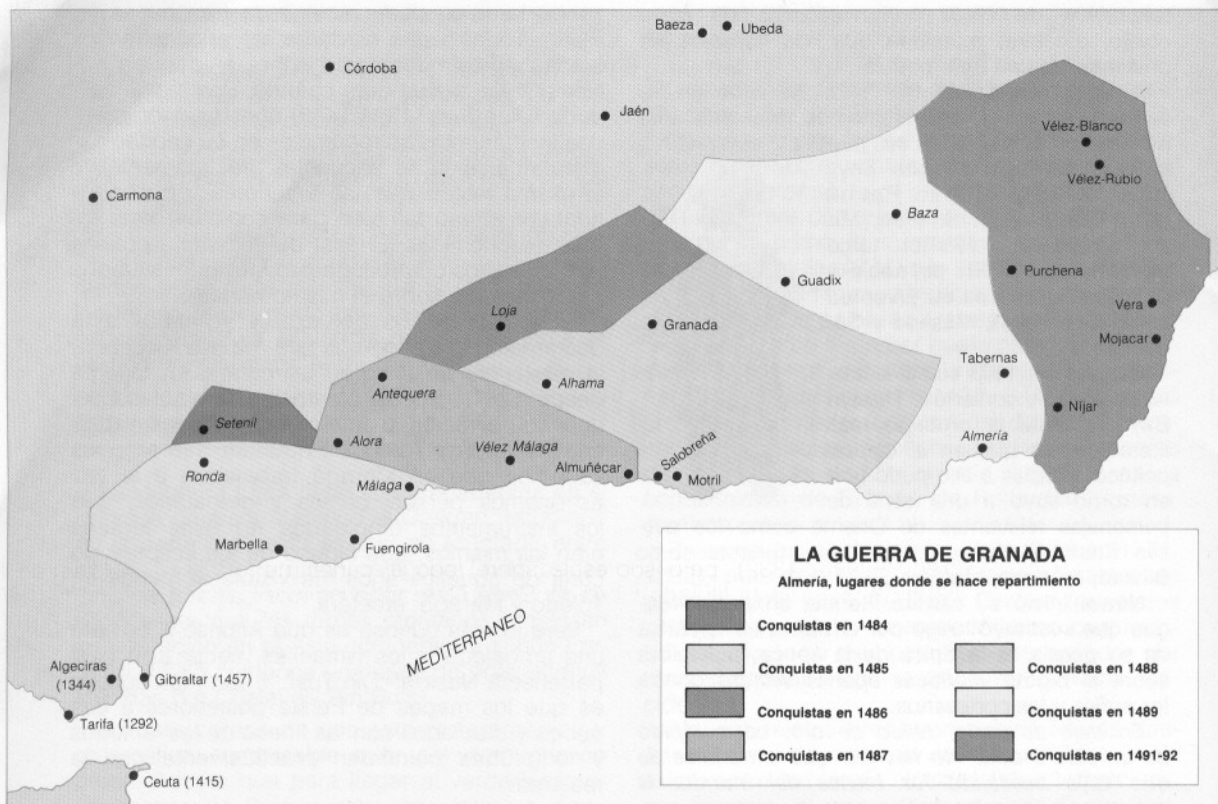 Baeza
Ubeda
Córdoba
Jaén
Vélez-Blanco
Vélez-Rubio
Carmona
Baza
Purchena
Guadix
Vera
Loja
Granada
Mojacar
Tabernas
Antequera
Alhama
Níjar
Setenil
Alora
Almería
Ronda
Vélez Málaga
Almuñécar
Salobreña
Motril
Málaga
Marbella
Fuengirola
MEDITERRANEO
Algeciras
(1344)
Gibraltar (1457)
Tarifa (1292)
Ceuta (1415)
LA GUERRA DE GRANADA
Almería, lugares donde se hace repartimiento
Conquistas en 1484
Conquistas en 1485
Conquistas en 1486
Conquistas en 1487
Conquistas en 1488
Conquistas en 1489
Conquistas en 1491-92